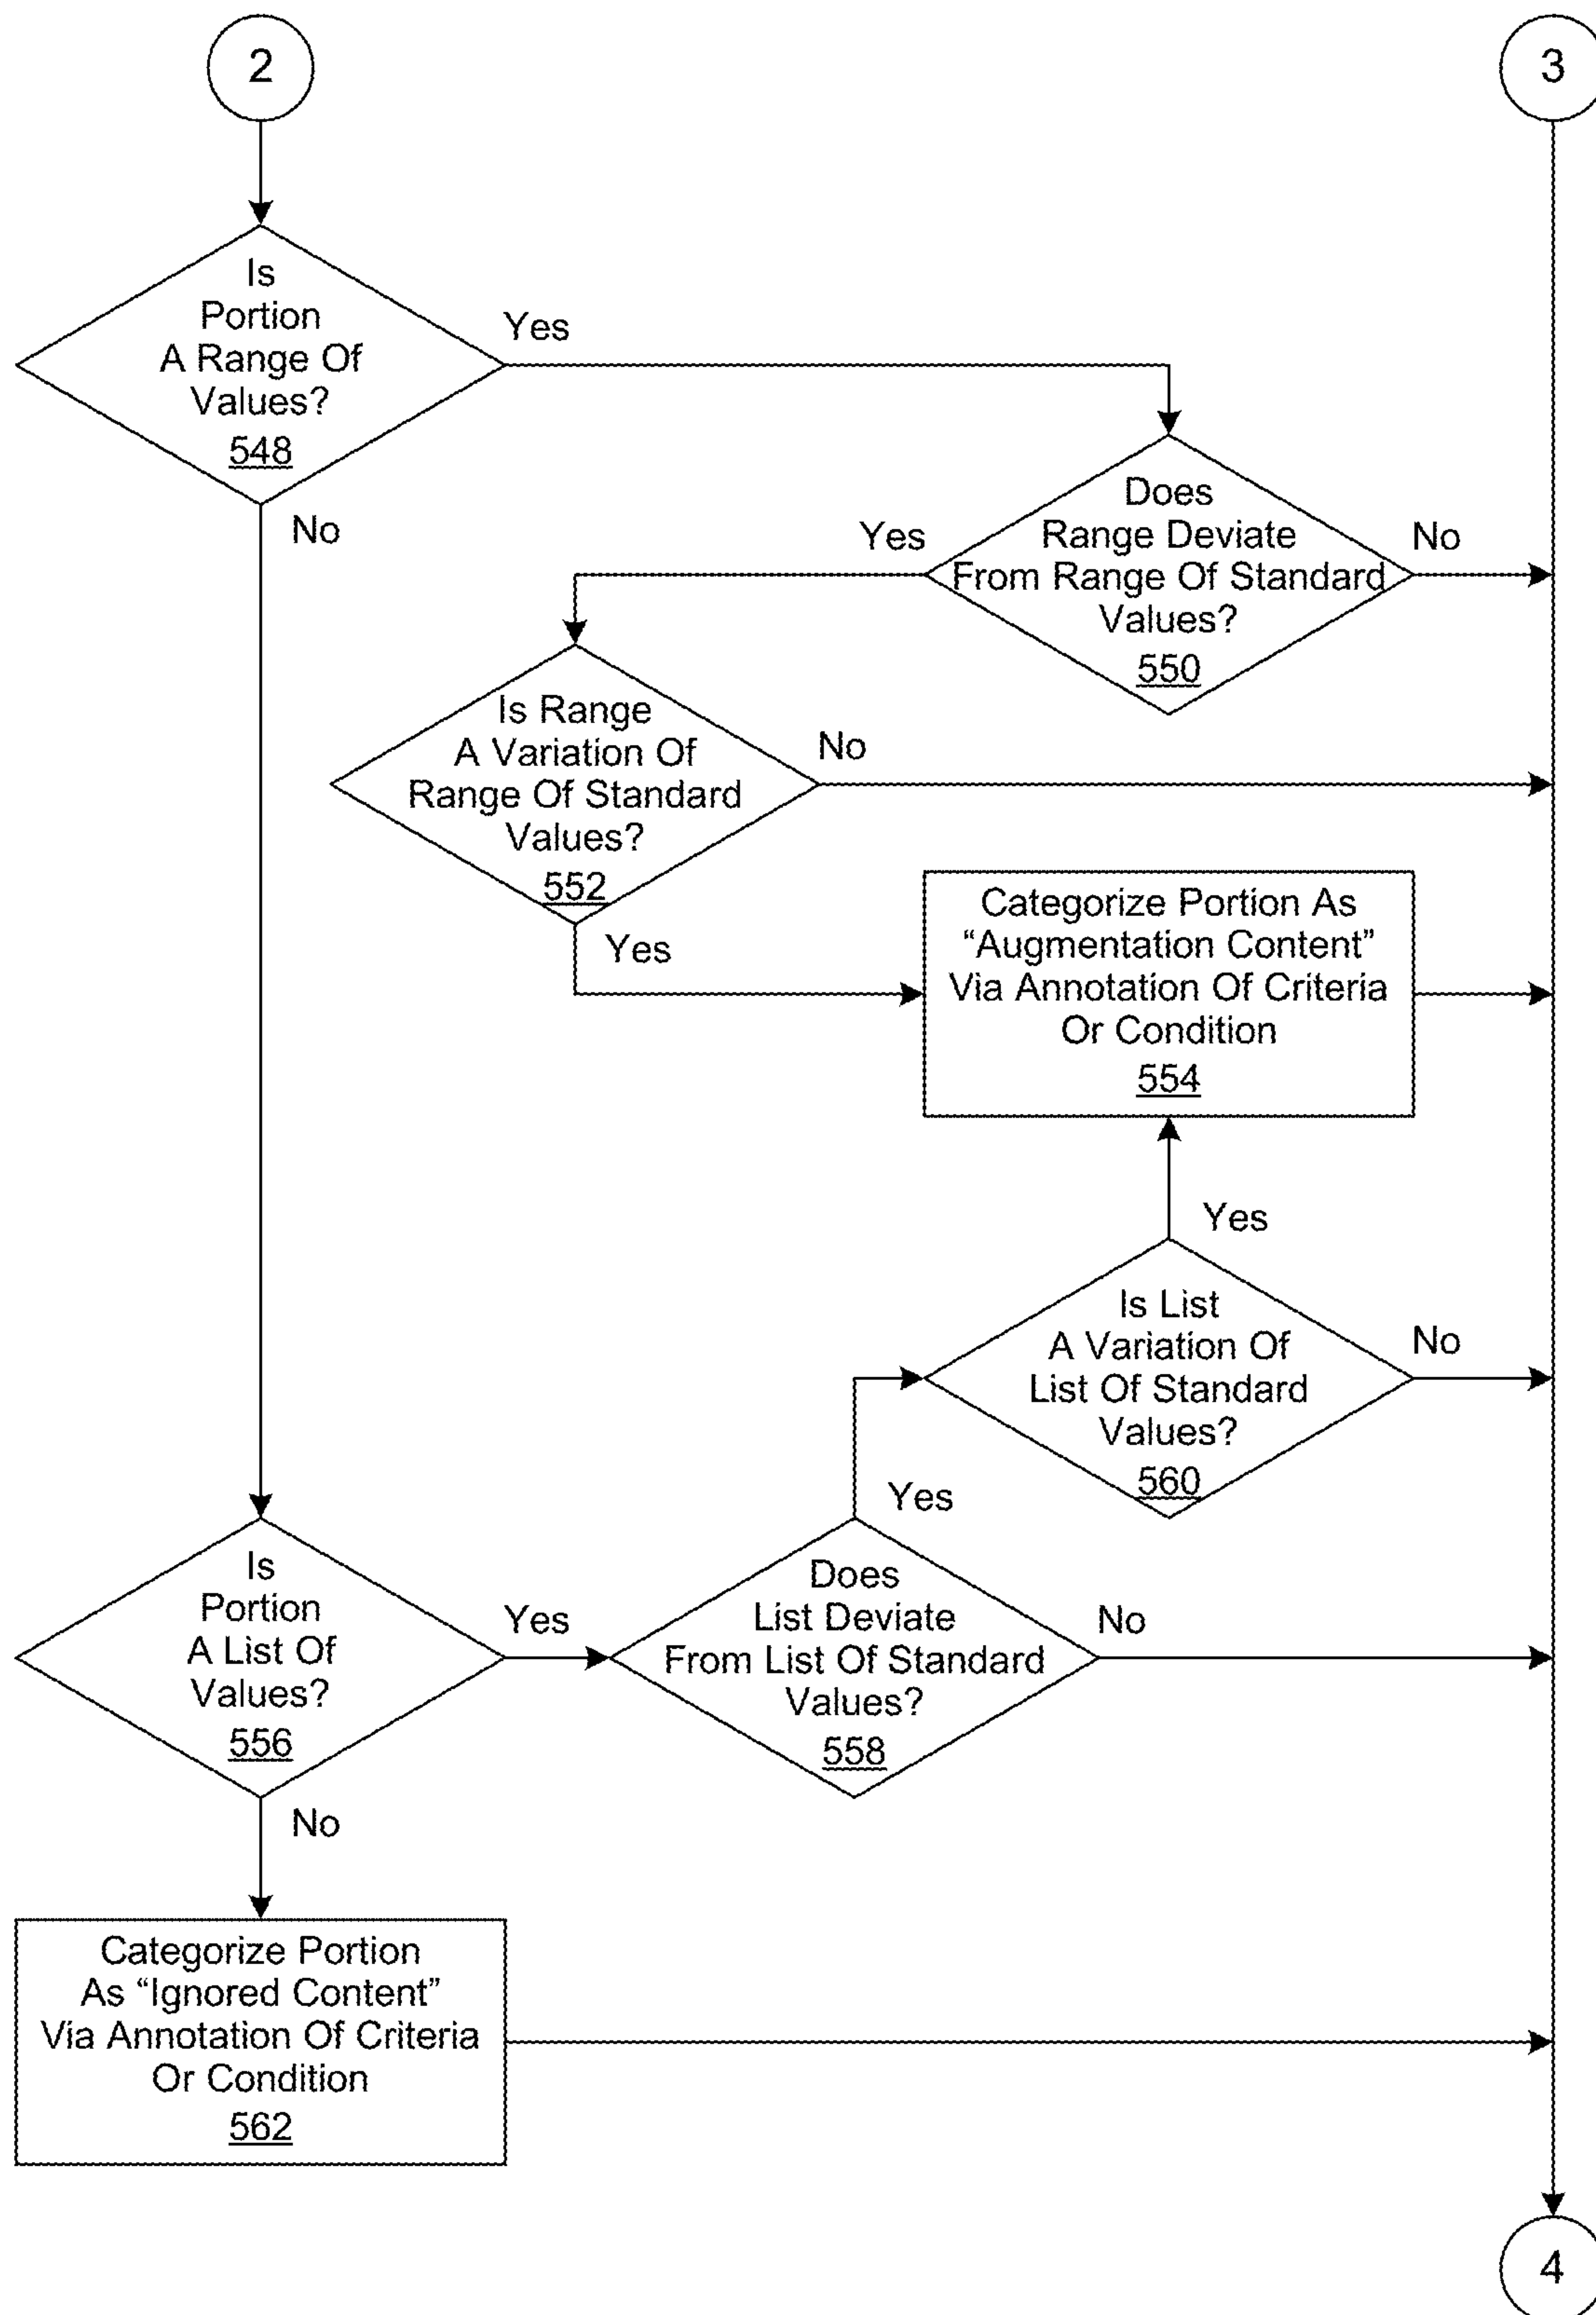 2
3
Is
Portion
A Range Of
Values?
548
Yes
No
Does
Range Deviate
From Range Of Standard
Values?
550
Yes
No
Is Range
A Variation Of
Range Of Standard
Values?
552
No
Yes
Categorize Portion As
“Augmentation Content”
Via Annotation Of Criteria
Or Condition
554
Yes
Is List
A Variation Of
List Of Standard
Values?
560
No
Yes
Is
Portion
A List Of
Values?
556
Yes
No
Does
List Deviate
From List Of Standard
Values?
558
No
Categorize Portion
As “Ignored Content”
Via Annotation Of Criteria
Or Condition
562
4